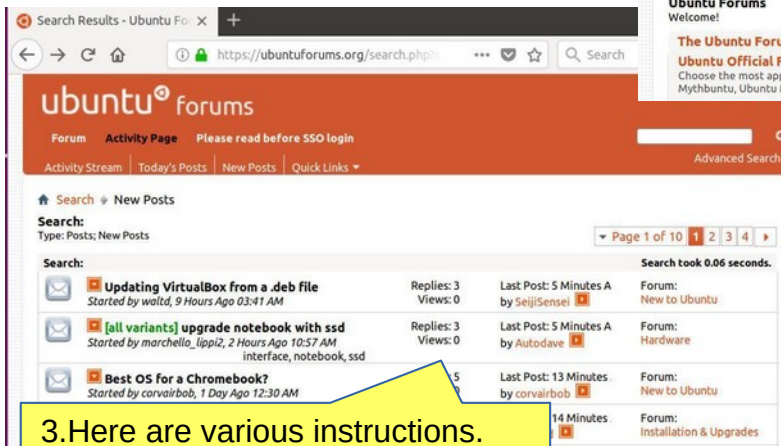 Search Results - Ubuntu Fo
https://ubuntuforums.org/search.php?
Search
Ubuntu Forums
Welcome!
The Ubuntu Foru
Ubuntu Official F
Choose the most app
Mythbuntu, Ubuntu
ubuntu® forums
Forum Activity Page Please read before SSO login
Activity Stream Today's Posts New Posts Quick Links
Advanced Search
Search New Posts
Search:
Type: Posts; New Posts
Page 1 of 10 1 2 3 4
Search: Search took 0.06 seconds.
Updating VirtualBox from a .deb file Replies: 3 Last Post: 5 Minutes A Forum:
Started by waltd, 9 Hours Ago 03:41 AM Views: 0 by SeijiSensei New to Ubuntu
[all variants] upgrade notebook with ssd Replies: 3 Last Post: 5 Minutes A Forum:
Started by marchello_lippi2, 2 Hours Ago 10:57 AM Views: 0 by Autodave Hardware
interface, notebook, ssd
Best OS for a Chromebook? 5 Last Post: 13 Minutes Forum:
Started by corvairbob, 1 Day Ago 12:30 AM by corvairbob New to Ubuntu
14 Minutes Forum:
Installation & Upgrades
3.Here are various instructions.